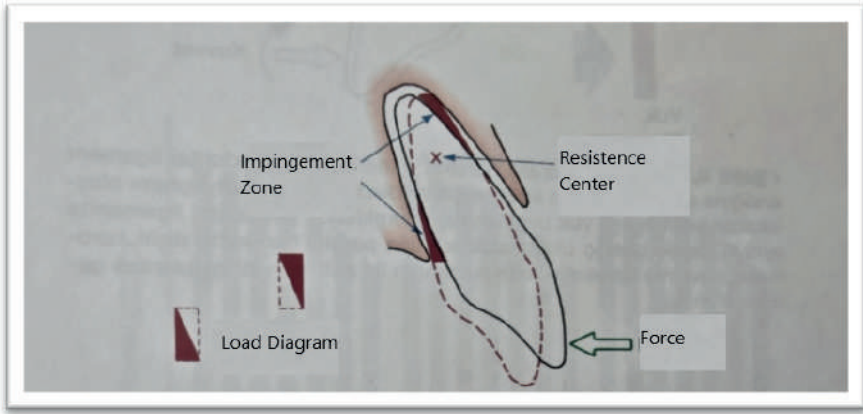 Impingement
Zone
Resistence
Center
Load Diagram
Force